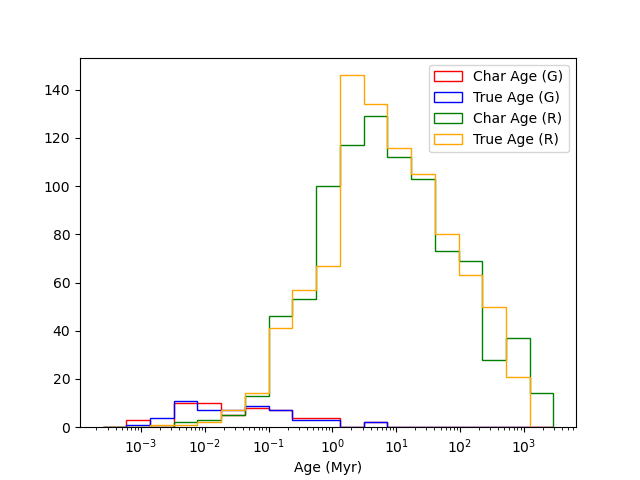 140
120
100
80
60
40
20
0
10⁻³ 10⁻² 10⁻¹ 10⁰ 10¹ 10² 10³
Age (Myr)
Char Age (G)
True Age (G)
Char Age (R)
True Age (R)